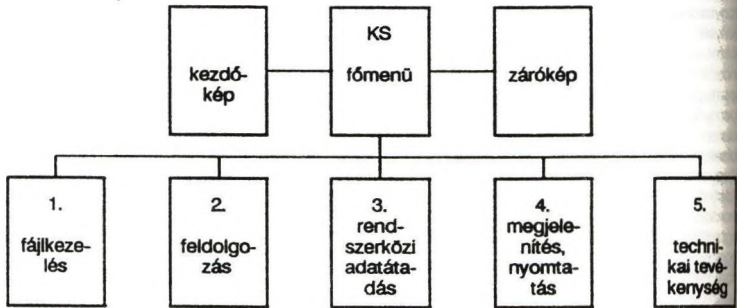 kezdő-
kép
KS
főmenü
zárókép
1.
fájlkeze-
lés
2.
feldolgo-
zás
3.
rend-
szerközi
adatáta-
dás
4.
megjele-
nítés,
nyomta-
tás
5.
techni-
kai tevé-
kenység